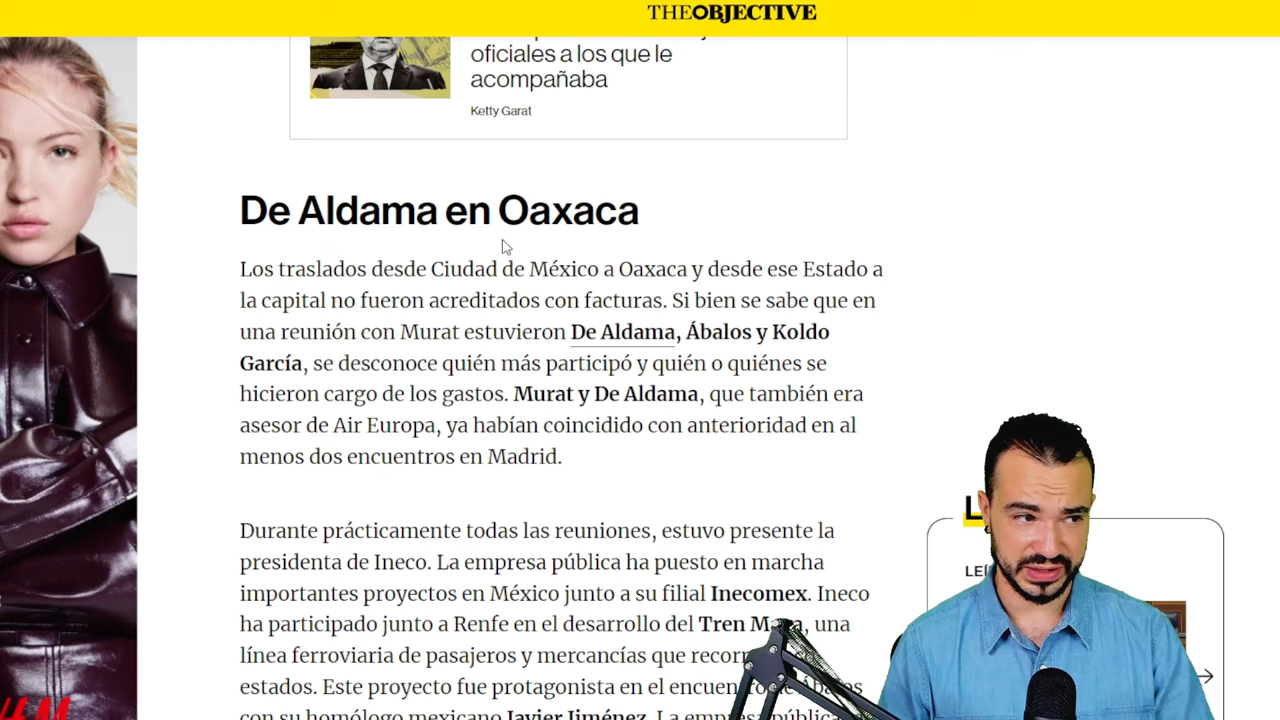 THEOBJECTIVE
oficiales a los que le
acompañaba
Ketty Garat
De Aldama en Oaxaca
Los traslados desde Ciudad de México a Oaxaca y desde ese Estado a
la capital no fueron acreditados con facturas. Si bien se sabe que en
una reunión con Murat estuvieron De Aldama, Ábalos y Koldo
García, se desconoce quién más participó y quién o quiénes se
hicieron cargo de los gastos. Murat y De Aldama, que también era
asesor de Air Europa, ya habían coincidido con anterioridad en al
menos dos encuentros en Madrid.
Durante prácticamente todas las reuniones, estuvo presente la
presidenta de Ineco. La empresa pública ha puesto en marcha
importantes proyectos en México junto a su filial Inecomex. Ineco
ha participado junto a Renfe en el desarrollo del Tren Maya, una
línea ferroviaria de pasajeros y mercancías que
estados. Este proyecto fue protagonista en el Ábalos
con su homólogo mexicano Javier Jiménez. La empresa pública
H&M